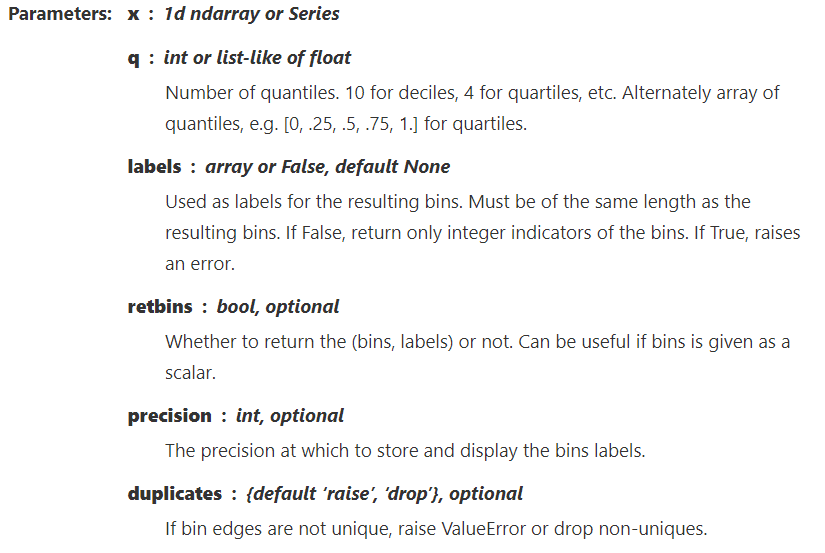 Parameters: x : 1d ndarray or Series
q : int or list-like of float
Number of quantiles. 10 for deciles, 4 for quartiles, etc. Alternately array of
quantiles, e.g. [0, .25, .5, .75, 1.] for quartiles.
labels : array or False, default None
Used as labels for the resulting bins. Must be of the same length as the
resulting bins. If False, return only integer indicators of the bins. If True, raises
an error.
retbins : bool, optional
Whether to return the (bins, labels) or not. Can be useful if bins is given as a
scalar.
precision : int, optional
The precision at which to store and display the bins labels.
duplicates : {default ‘raise’, ‘drop’}, optional
If bin edges are not unique, raise ValueError or drop non-uniques.